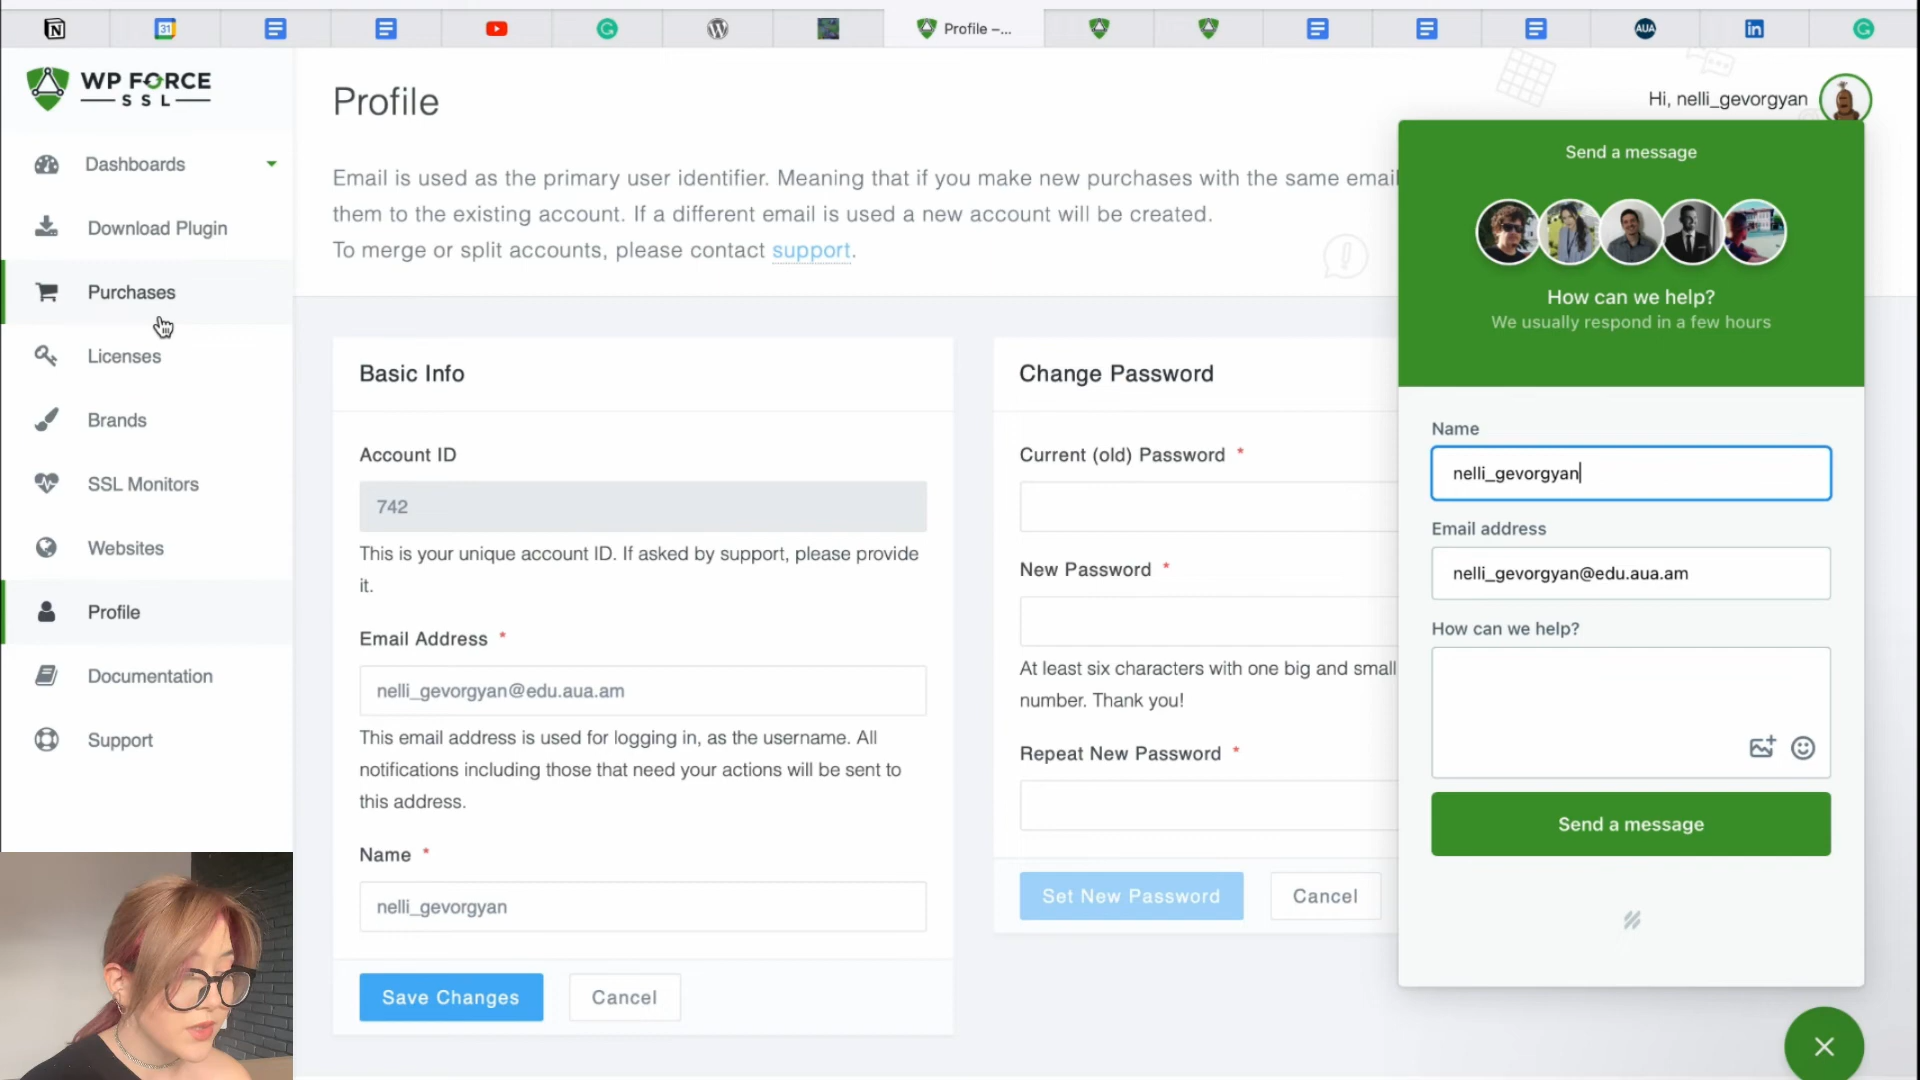 31
Profile –...
AUA
in
WP FORCE
SSL
Dashboards
Download Plugin
Purchases
Licenses
Brands
SSL Monitors
Websites
Profile
Documentation
Support
Profile
Hi, nelli_gevorgyan
Email is used as the primary user identifier. Meaning that if you make new purchases with the same email
them to the existing account. If a different email is used a new account will be created.
To merge or split accounts, please contact support.
Basic Info
Account ID
742
This is your unique account ID. If asked by support, please provide
it.
Email Address *
nelli_gevorgyan@edu.aua.am
This email address is used for logging in, as the username. All
notifications including those that need your actions will be sent to
this address.
Name *
nelli_gevorgyan
Save Changes
Cancel
Change Password
Current (old) Password *
New Password *
At least six characters with one big and small
number. Thank you!
Repeat New Password *
Set New Password
Cancel
Send a message
How can we help?
We usually respond in a few hours
Name
nelli_gevorgyan
Email address
nelli_gevorgyan@edu.aua.am
How can we help?
Send a message